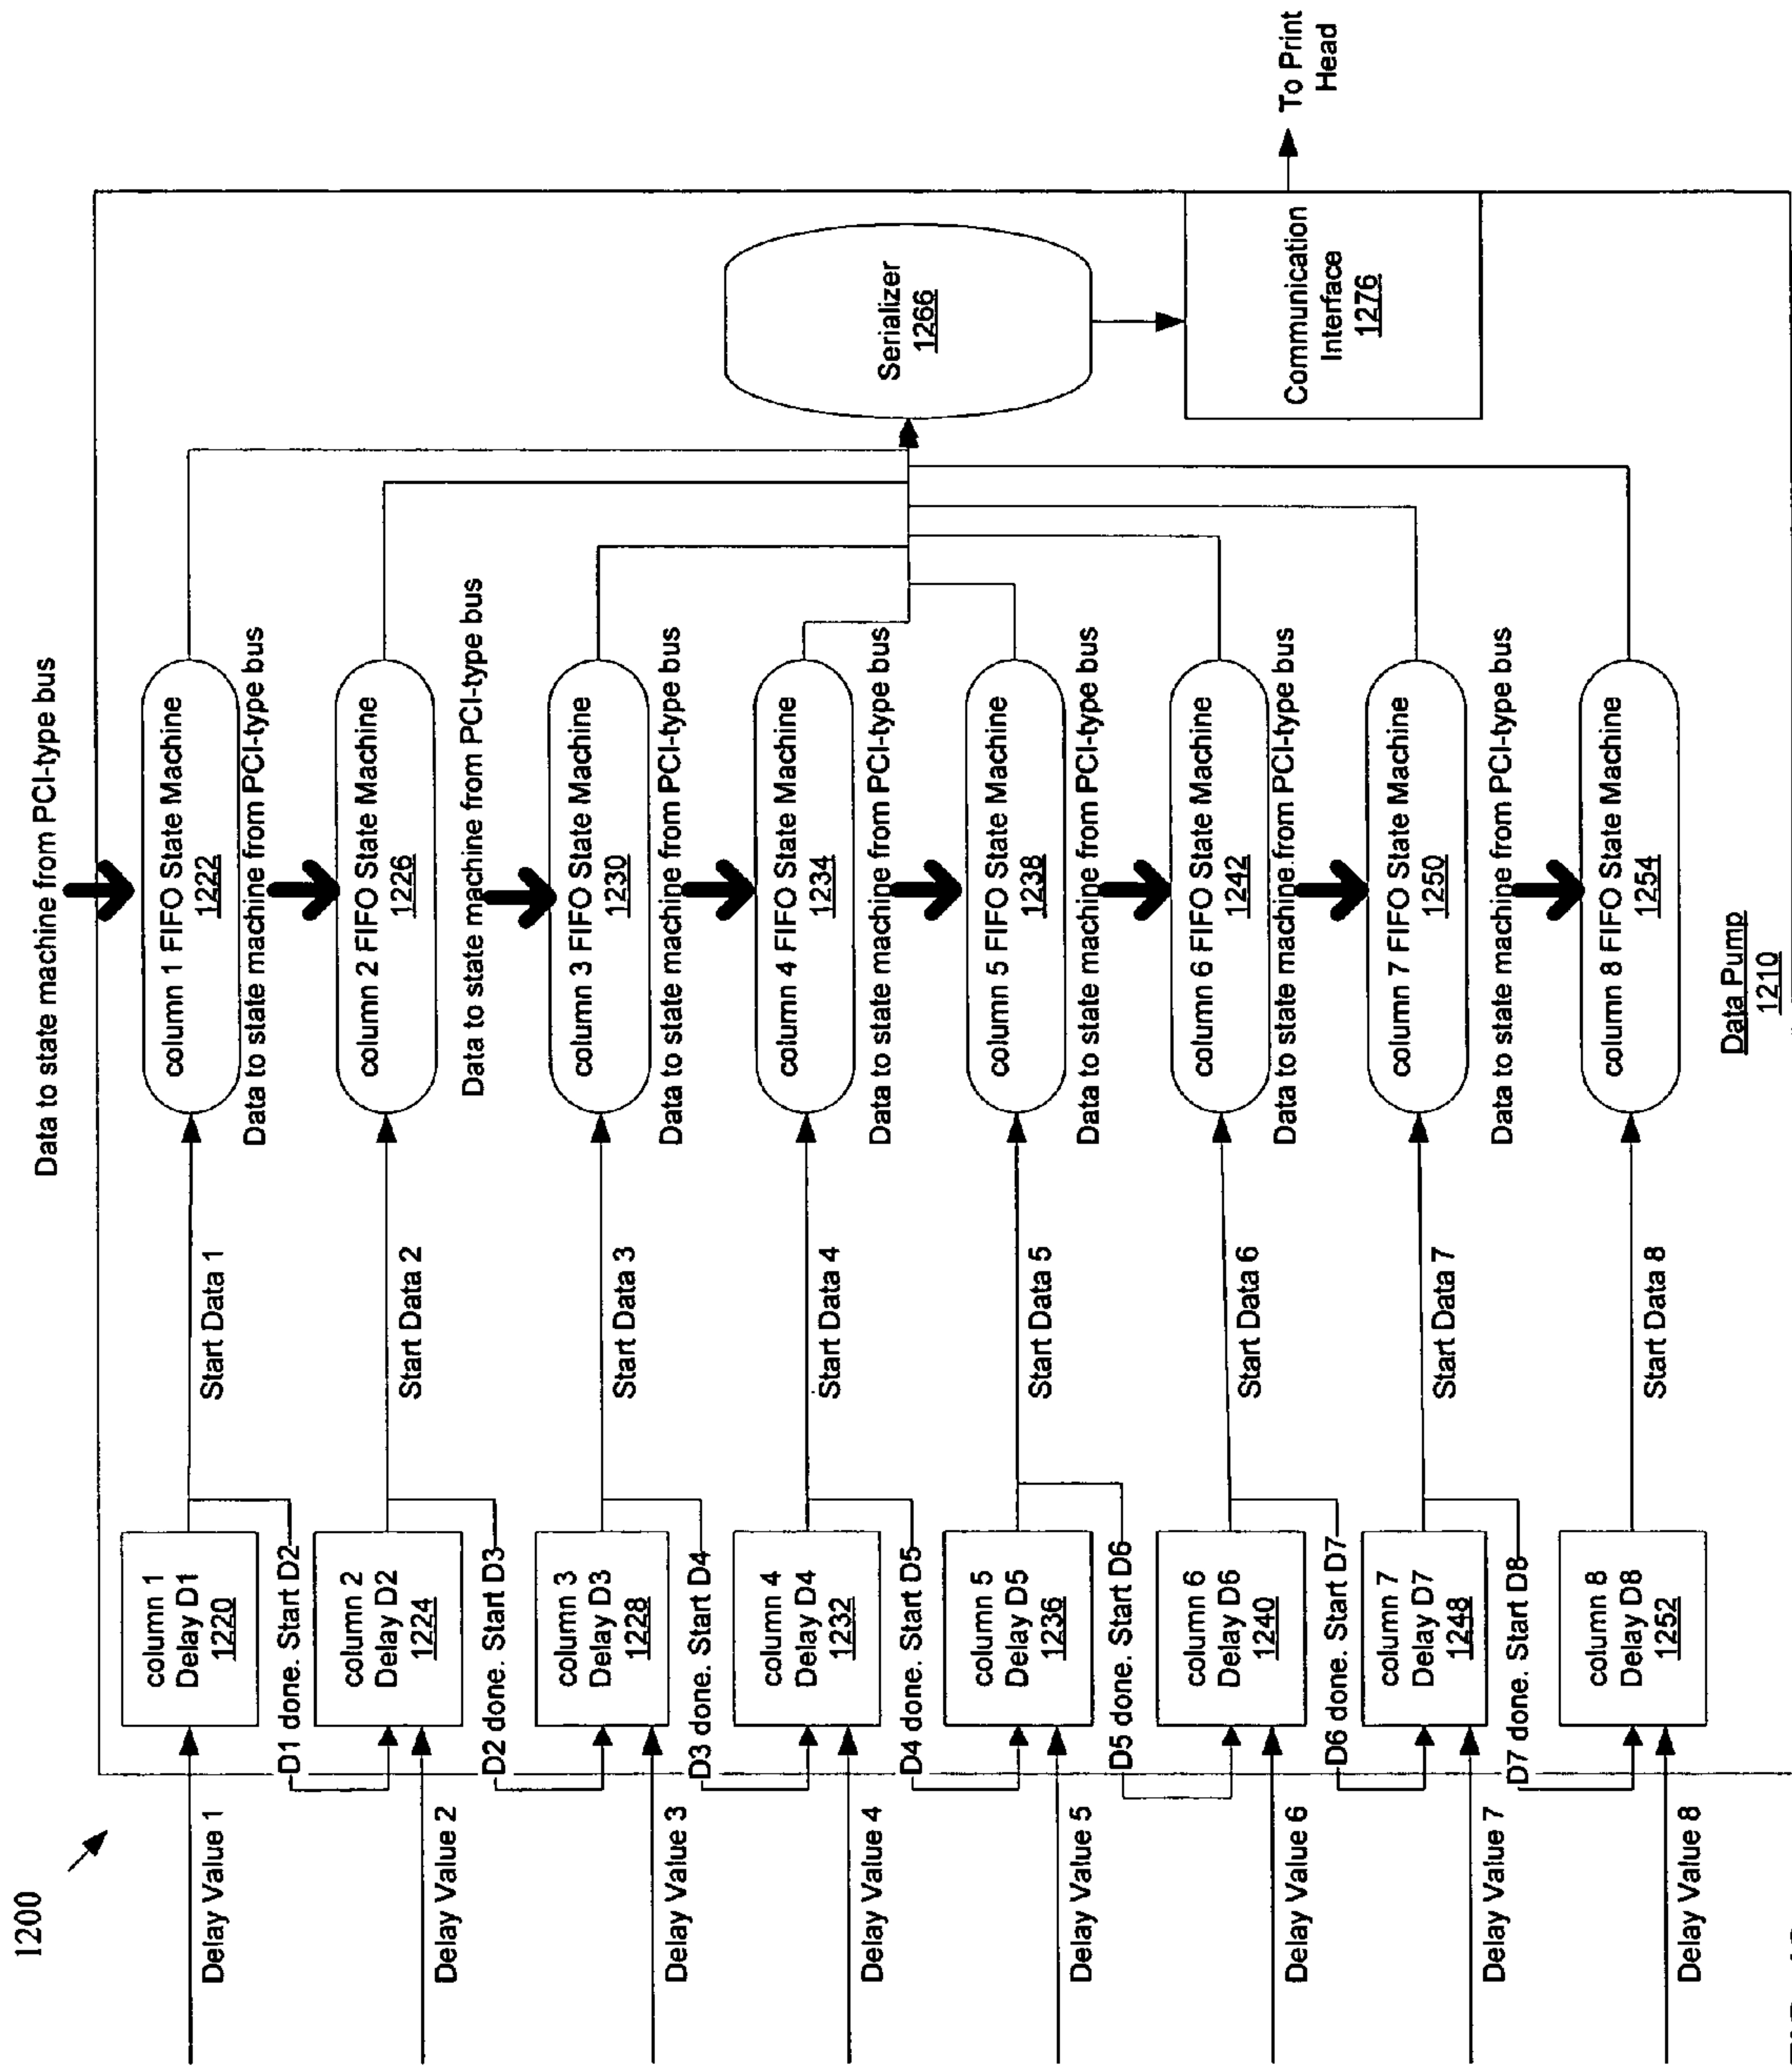 1200
Data to state machine from PCI-type bus
Delay Value 1
column 1
Delay D1
1220
Start Data 1
column 1 FIFO State Machine
1222
D1 done. Start D2
Data to state machine from PCI-type bus
Delay Value 2
column 2
Delay D2
1224
Start Data 2
column 2 FIFO State Machine
1226
D2 done. Start D3
Data to state machine from PCI-type bus
Delay Value 3
column 3
Delay D3
1228
Start Data 3
column 3 FIFO State Machine
1230
D3 done. Start D4
Data to state machine from PCI-type bus
Delay Value 4
column 4
Delay D4
1232
Start Data 4
column 4 FIFO State Machine
1234
D4 done. Start D5
Data to state machine from PCI-type bus
Delay Value 5
column 5
Delay D5
1236
Start Data 5
column 5 FIFO State Machine
1238
D5 done. Start D6
Data to state machine from PCI-type bus
Delay Value 6
column 6
Delay D6
1240
Start Data 6
column 6 FIFO State Machine
1242
D6 done. Start D7
Data to state machine from PCI-type bus
Delay Value 7
column 7
Delay D7
1248
Start Data 7
column 7 FIFO State Machine
1250
D7 done. Start D8
Data to state machine from PCI-type bus
Delay Value 8
column 8
Delay D8
1252
Start Data 8
column 8 FIFO State Machine
1254
Serializer
1266
Communication
Interface
1276
To Print
Head
Data Pump
1210